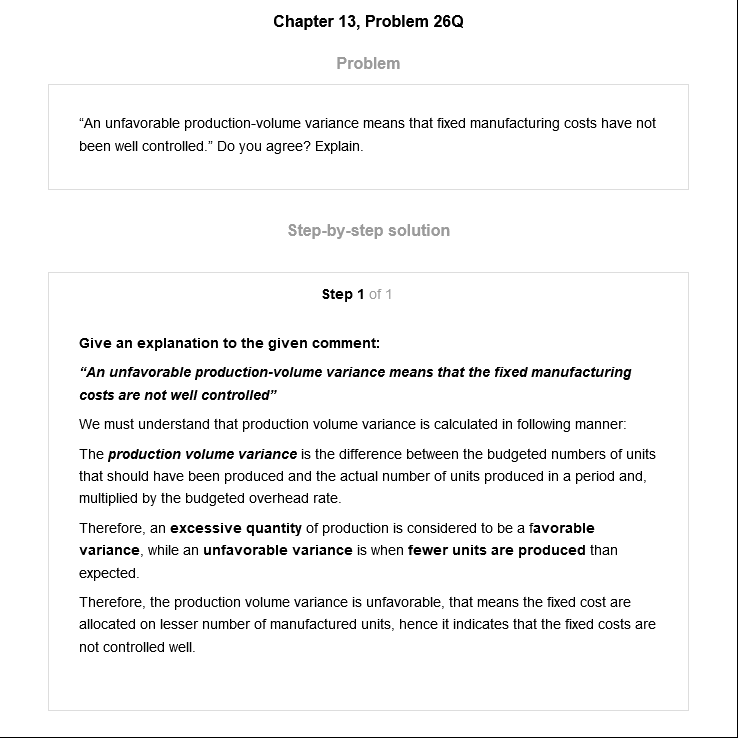 Chapter 13, Problem 26Q
Problem
“An unfavorable production-volume variance means that fixed manufacturing costs have not
been well controlled.” Do you agree? Explain.
Step-by-step solution
Step 1 of 1
Give an explanation to the given comment:
“An unfavorable production-volume variance means that the fixed manufacturing
costs are not well controlled”
We must understand that production volume variance is calculated in following manner:
The production volume variance is the difference between the budgeted numbers of units
that should have been produced and the actual number of units produced in a period and,
multiplied by the budgeted overhead rate.
Therefore, an excessive quantity of production is considered to be a favorable
variance, while an unfavorable variance is when fewer units are produced than
expected.
Therefore, the production volume variance is unfavorable, that means the fixed cost are
allocated on lesser number of manufactured units, hence it indicates that the fixed costs are
not controlled well.